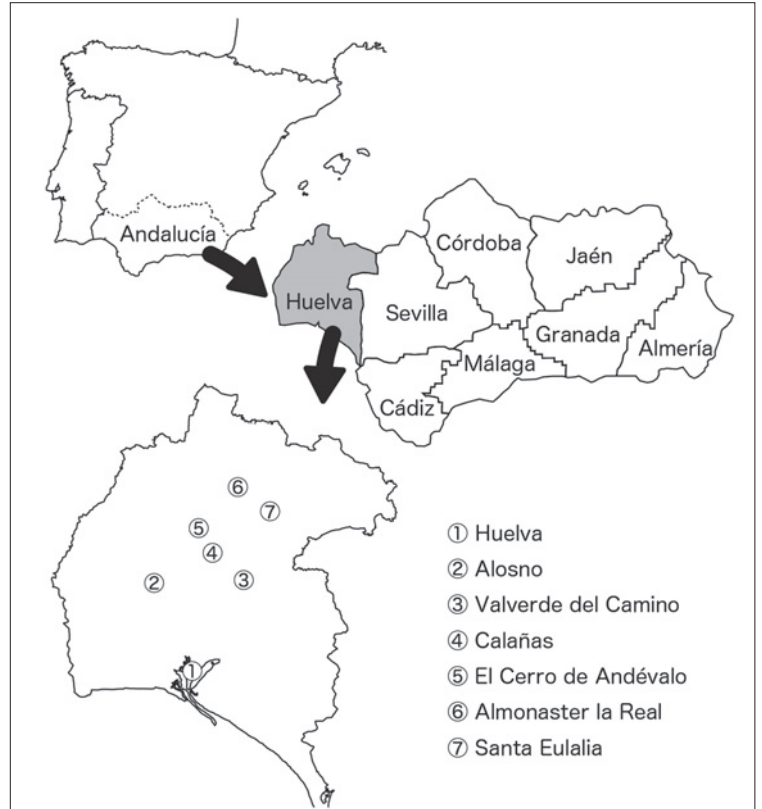 Andalucía
Huelva
Sevilla
Córdoba
Jaén
Granada
Almería
Málaga
Cádiz
⑥
⑦
⑤
④
②
③
①
① Huelva
② Alosno
③ Valverde del Camino
④ Calañas
⑤ El Cerro de Andévalo
⑥ Almonaster la Real
⑦ Santa Eulalia